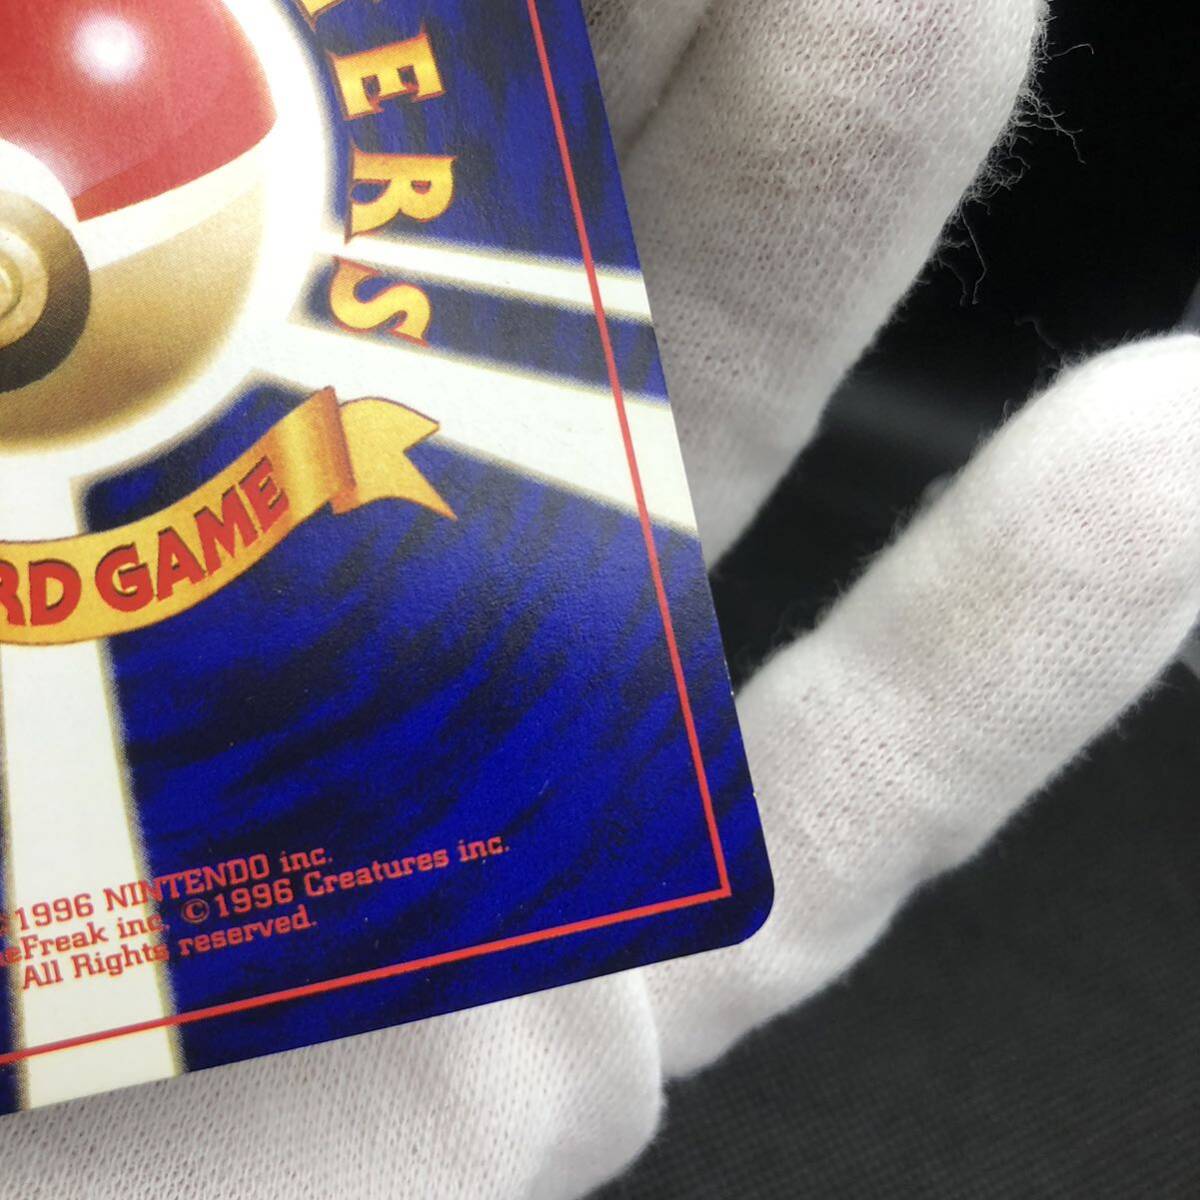 ERS
RD GAME
©1996 NINTENDO inc.
eFreak inc. ©1996 Creatures inc.
All Rights reserved.